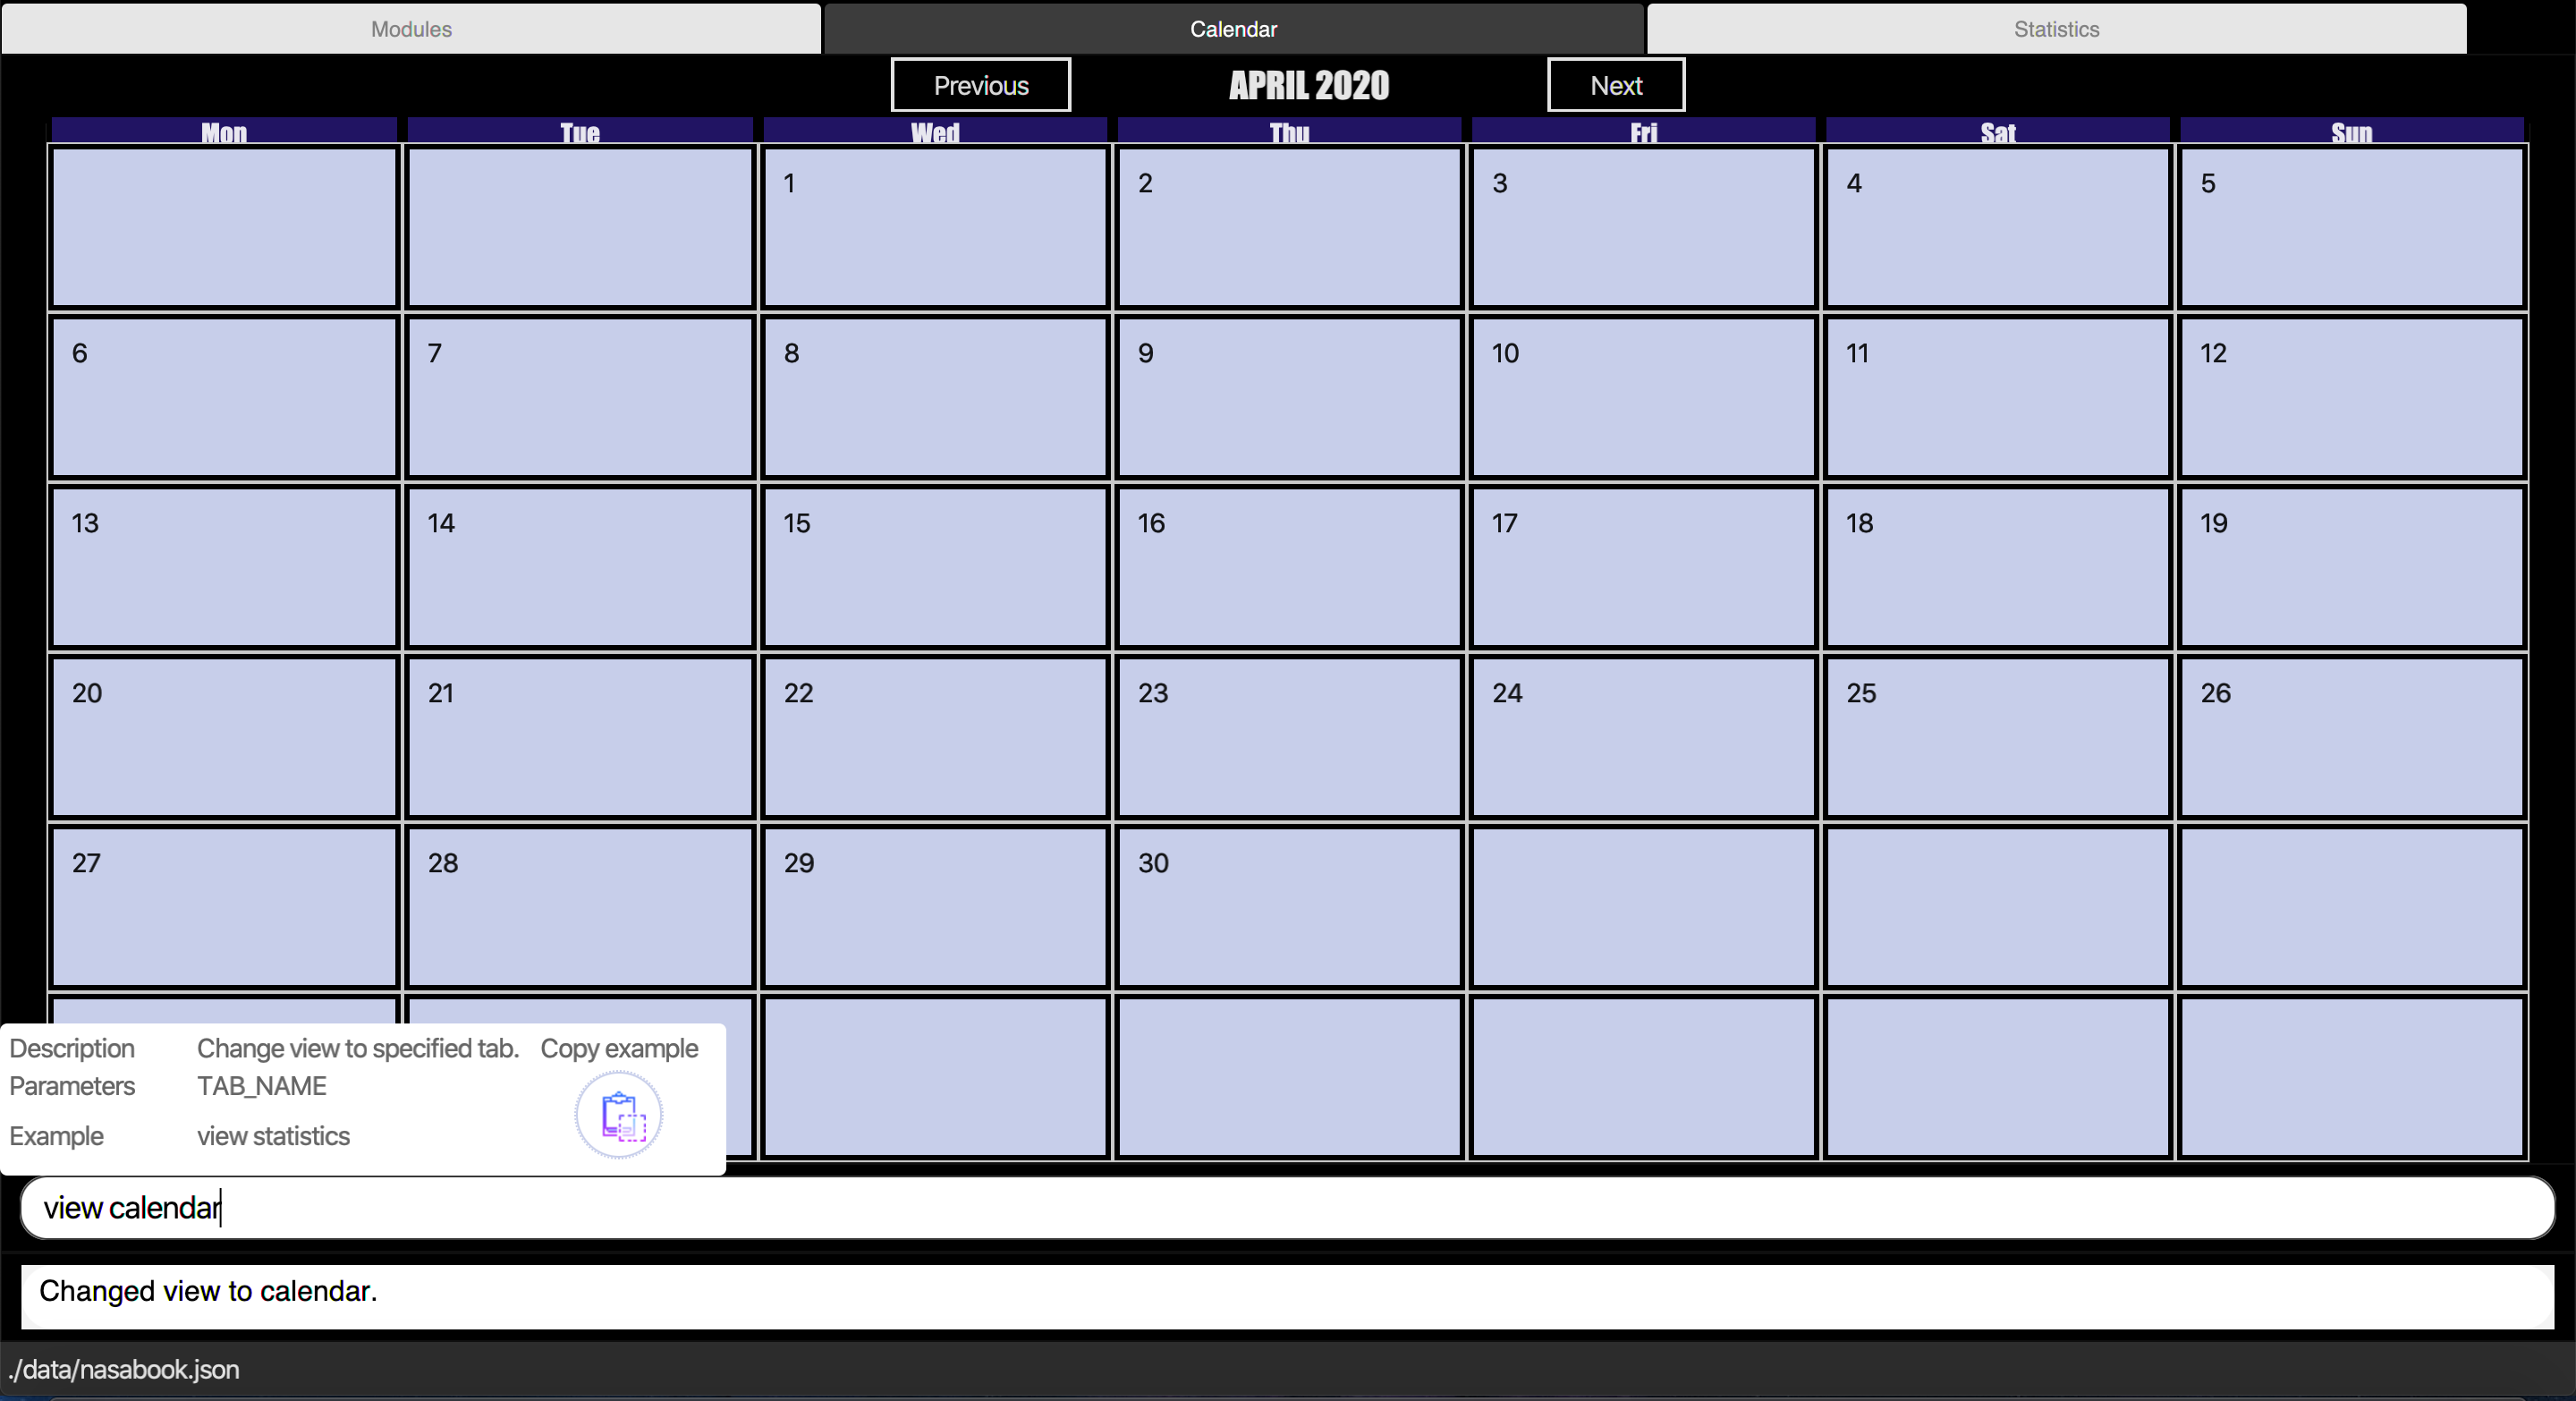 Modules Calendar Statistics
Previous APRIL 2020 Next
Mon Tue Wed Thu Fri Sat Sun
1 2 3 4 5
6 7 8 9 10 11 12
13 14 15 16 17 18 19
20 21 22 23 24 25 26
27 28 29 30
Description Change view to specified tab. Copy example
Parameters TAB_NAME
Example view statistics
view calendar
Changed view to calendar.
./data/nasabook.json